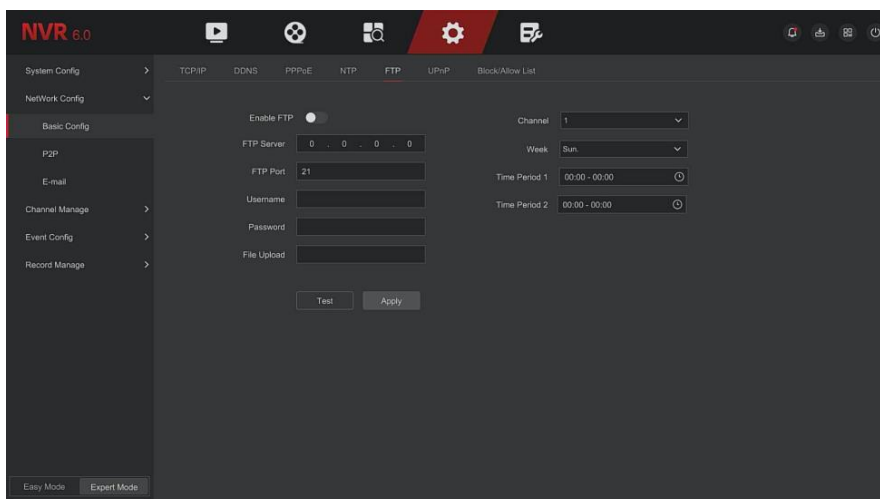 NVR 6.0
System Config
NetWork Config
Basic Config
P2P
E-mail
Channel Manage
Event Config
Record Manage
Easy Mode
Expert Mode
TCP/IP DDNS PPPoE NTP FTP UPnP Block/Allow List
Enable FTP
FTP Server 0 . 0 . 0 . 0
FTP Port 21
Username
Password
File Upload
Test Apply
Channel 1
Week Sun.
Time Period 1 00:00 - 00:00
Time Period 2 00:00 - 00:00